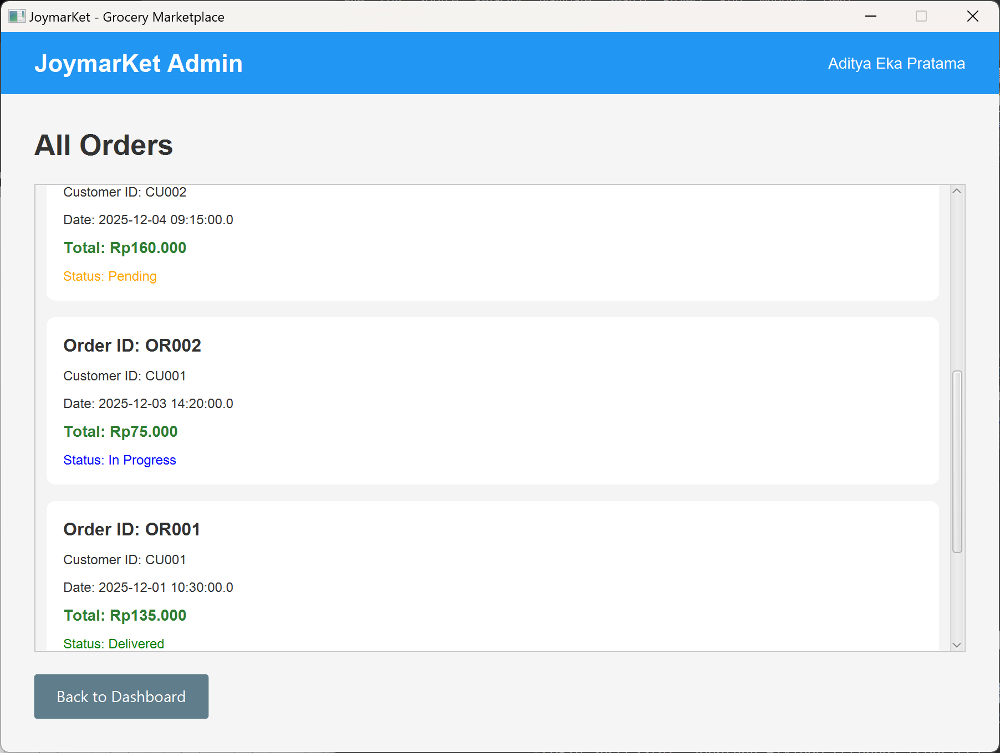 JoymarKet - Grocery Marketplace
JoymarKet Admin
Aditya Eka Pratama
All Orders
Customer ID: CU002
Date: 2025-12-04 09:15:00.0
Total: Rp160.000
Status: Pending
Order ID: OR002
Customer ID: CU001
Date: 2025-12-03 14:20:00.0
Total: Rp75.000
Status: In Progress
Order ID: OR001
Customer ID: CU001
Date: 2025-12-01 10:30:00.0
Total: Rp135.000
Status: Delivered
Back to Dashboard